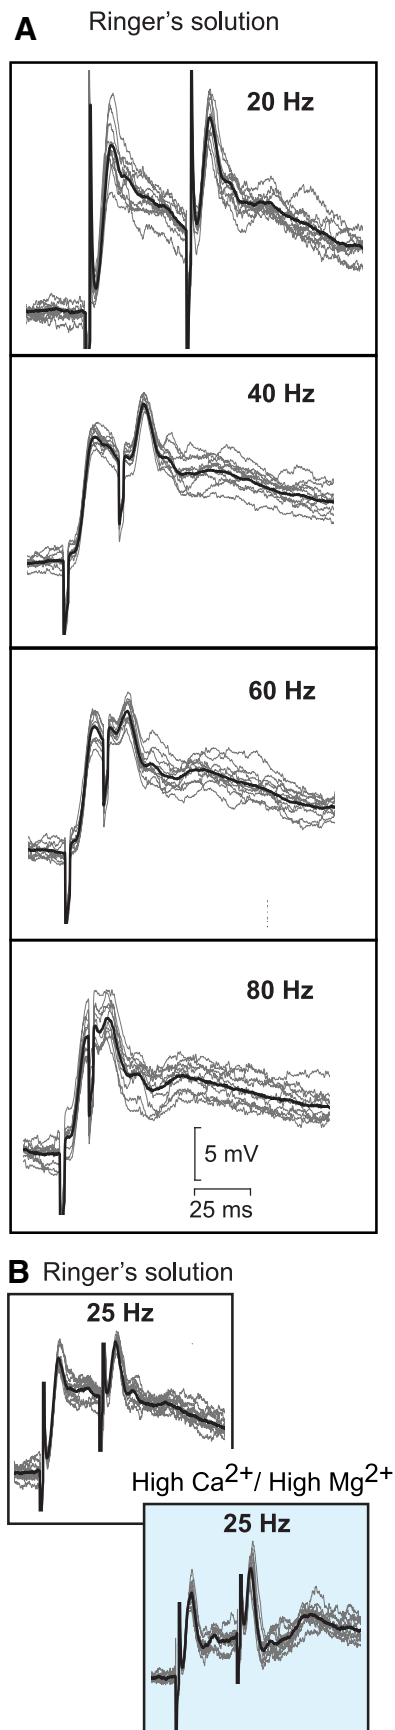 A Ringer's solution
20 Hz
40 Hz
60 Hz
80 Hz
5 mV
25 ms
B Ringer's solution
25 Hz
High Ca2+/ High Mg2+
25 Hz